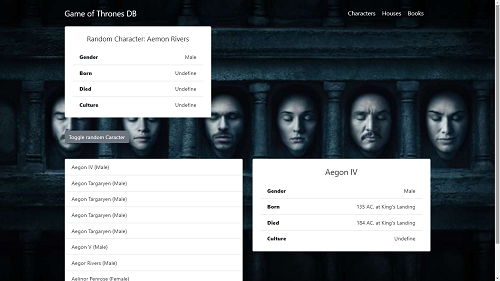 Game of Thrones DB
Characters Houses Books
Random Character: Aemon Rivers
Gender Male
Born Undefine
Died Undefine
Culture Undefine
Toggle random Caracter
Aegon IV (Male)
Aegon Targaryen (Male)
Aegon Targaryen (Male)
Aegon Targaryen (Male)
Aegon Targaryen (Male)
Aegon V (Male)
Aegor Rivers (Male)
Aelinor Penrose (Female)
Aegon IV
Gender Male
Born 135 AC, at King's Landing
Died 184 AC, at King's Landing
Culture Undefine